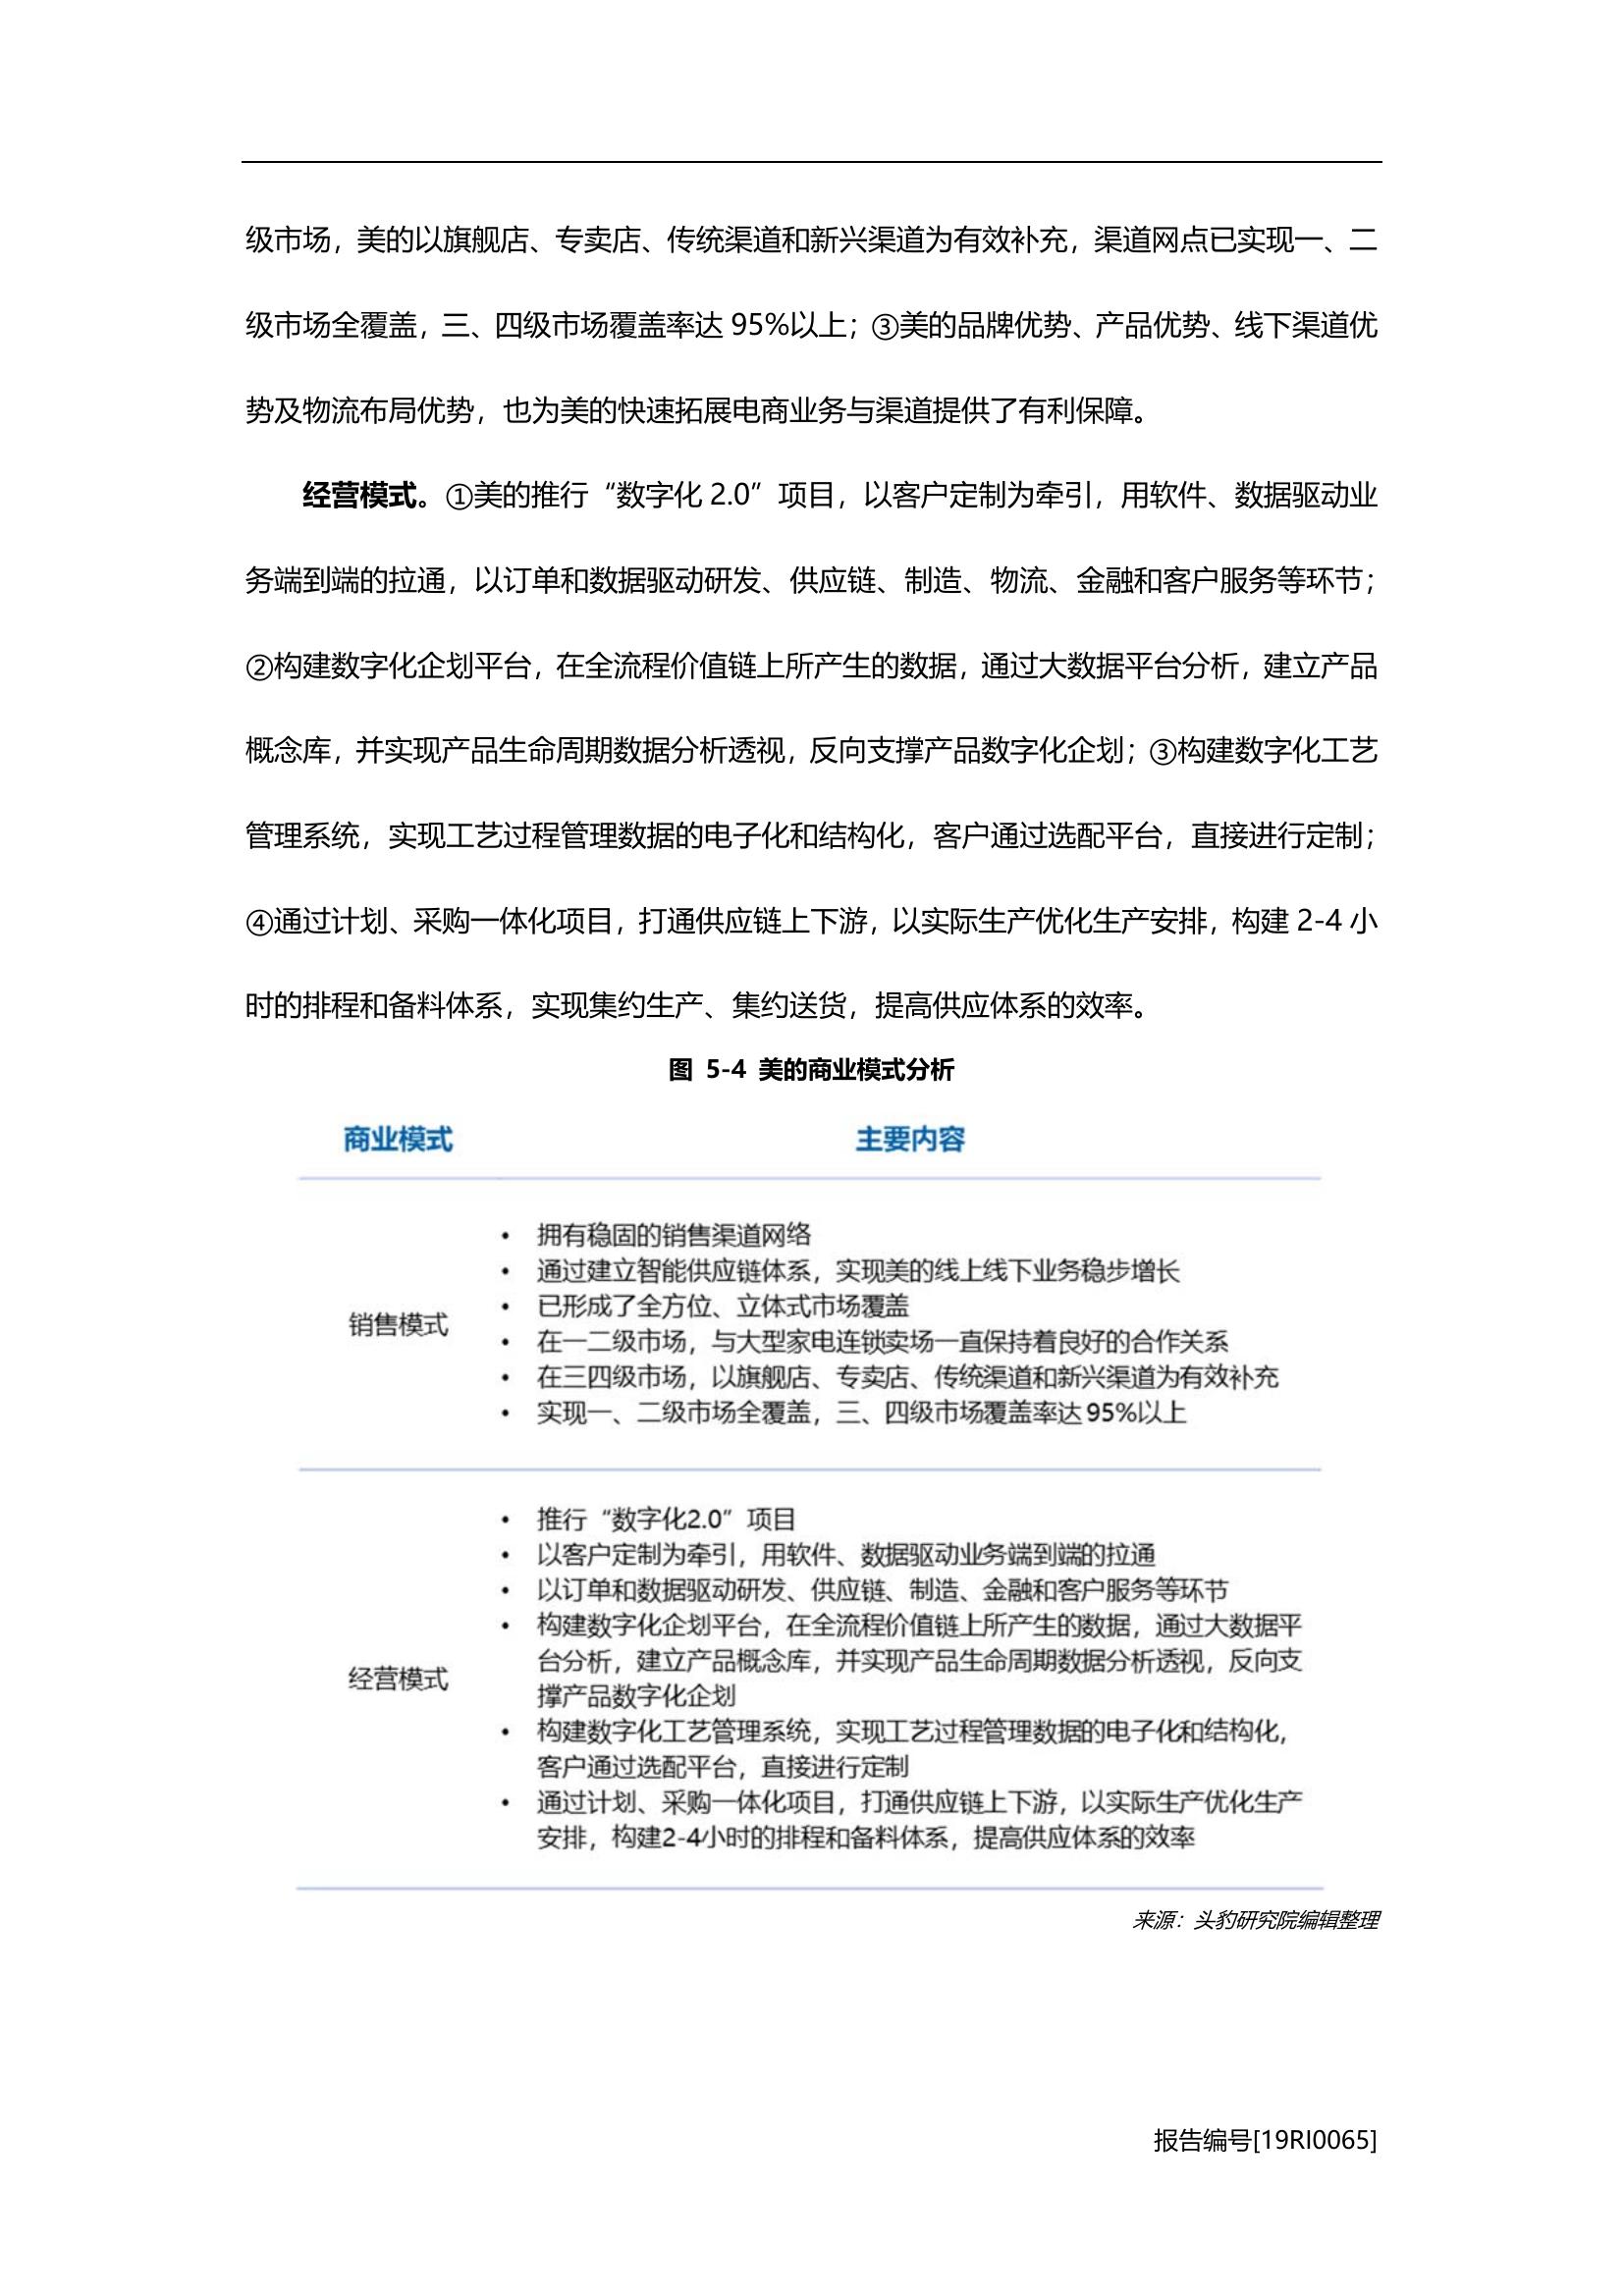 级市场，美的以旗舰店、专卖店、传统渠道和新兴渠道为有效补充，渠道网点已实现一、二
级市场全覆盖，三、四级市场覆盖率达 95%以上；③美的品牌优势、产品优势、线下渠道优
势及物流布局优势，也为美的快速拓展电商业务与渠道提供了有利保障。
经营模式。①美的推行“数字化 2.0”项目，以客户定制为牵引，用软件、数据驱动业
务端到端的拉通，以订单和数据驱动研发、供应链、制造、物流、金融和客户服务等环节；
②构建数字化企划平台，在全流程价值链上所产生的数据，通过大数据平台分析，建立产品
概念库，并实现产品生命周期数据分析透视，反向支撑产品数字化企划；③构建数字化工艺
管理系统，实现工艺过程管理数据的电子化和结构化，客户通过选配平台，直接进行定制；
④通过计划、采购一体化项目，打通供应链上下游，以实际生产优化生产安排，构建 2-4 小
时的排程和备料体系，实现集约生产、集约送货，提高供应体系的效率。
图 5-4 美的商业模式分析
商业模式 主要内容
销售模式
• 拥有稳固的销售渠道网络
• 通过建立智能供应链体系，实现美的线上线下业务稳步增长
• 已形成了全方位、立体式市场覆盖
• 在一二级市场，与大型家电连锁卖场一直保持着良好的合作关系
• 在三四级市场，以旗舰店、专卖店、传统渠道和新兴渠道为有效补充
• 实现一、二级市场全覆盖，三、四级市场覆盖率达95%以上
经营模式
• 推行“数字化2.0”项目
• 以客户定制为牵引，用软件、数据驱动业务端到端的拉通
• 以订单和数据驱动研发、供应链、制造、金融和客户服务等环节
• 构建数字化企划平台，在全流程价值链上所产生的数据，通过大数据平
台分析，建立产品概念库，并实现产品生命周期数据分析透视，反向支
撑产品数字化企划
• 构建数字化工艺管理系统，实现工艺过程管理数据的电子化和结构化，
客户通过选配平台，直接进行定制
• 通过计划、采购一体化项目，打通供应链上下游，以实际生产优化生产
安排，构建2-4小时的排程和备料体系，提高供应体系的效率
来源：头豹研究院编辑整理
报告编号[19RI0065]